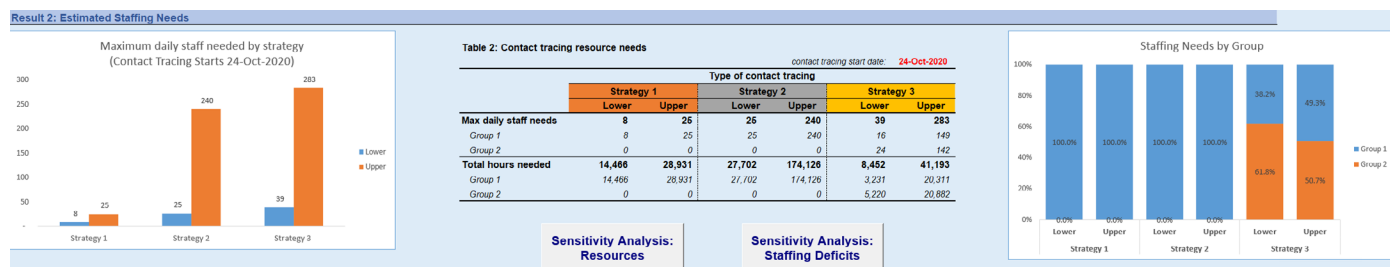 Result 2: Estimated Staffing Needs
Maximum daily staff needed by strategy
(Contact Tracing Starts 24-Oct-2020)
300
250
200
150
100
50
-
8
25
25
240
39
283
Strategy 1
Strategy 2
Strategy 3
Lower
Upper
Table 2: Contact tracing resource needs
contact tracing start date: 24-Oct-2020
Type of contact tracing
Strategy 1 Strategy 2 Strategy 3
Lower Upper Lower Upper Lower Upper
Max daily staff needs 8 25 25 240 39 283
Group 1 8 25 25 240 16 149
Group 2 0 0 0 0 24 142
Total hours needed 14,466 28,931 27,702 174,126 8,452 41,193
Group 1 14,466 28,931 27,702 174,126 3,231 20,311
Group 2 0 0 0 0 5,220 20,882
Sensitivity Analysis:
Resources
Sensitivity Analysis:
Staffing Deficits
Staffing Needs by Group
100%
80%
60%
40%
20%
0%
100.0% 100.0% 100.0% 100.0% 38.2% 49.3%
0.0% 0.0% 0.0% 0.0% 61.8% 50.7%
Lower Upper Lower Upper Lower Upper
Strategy 1 Strategy 2 Strategy 3
Group 1
Group 2